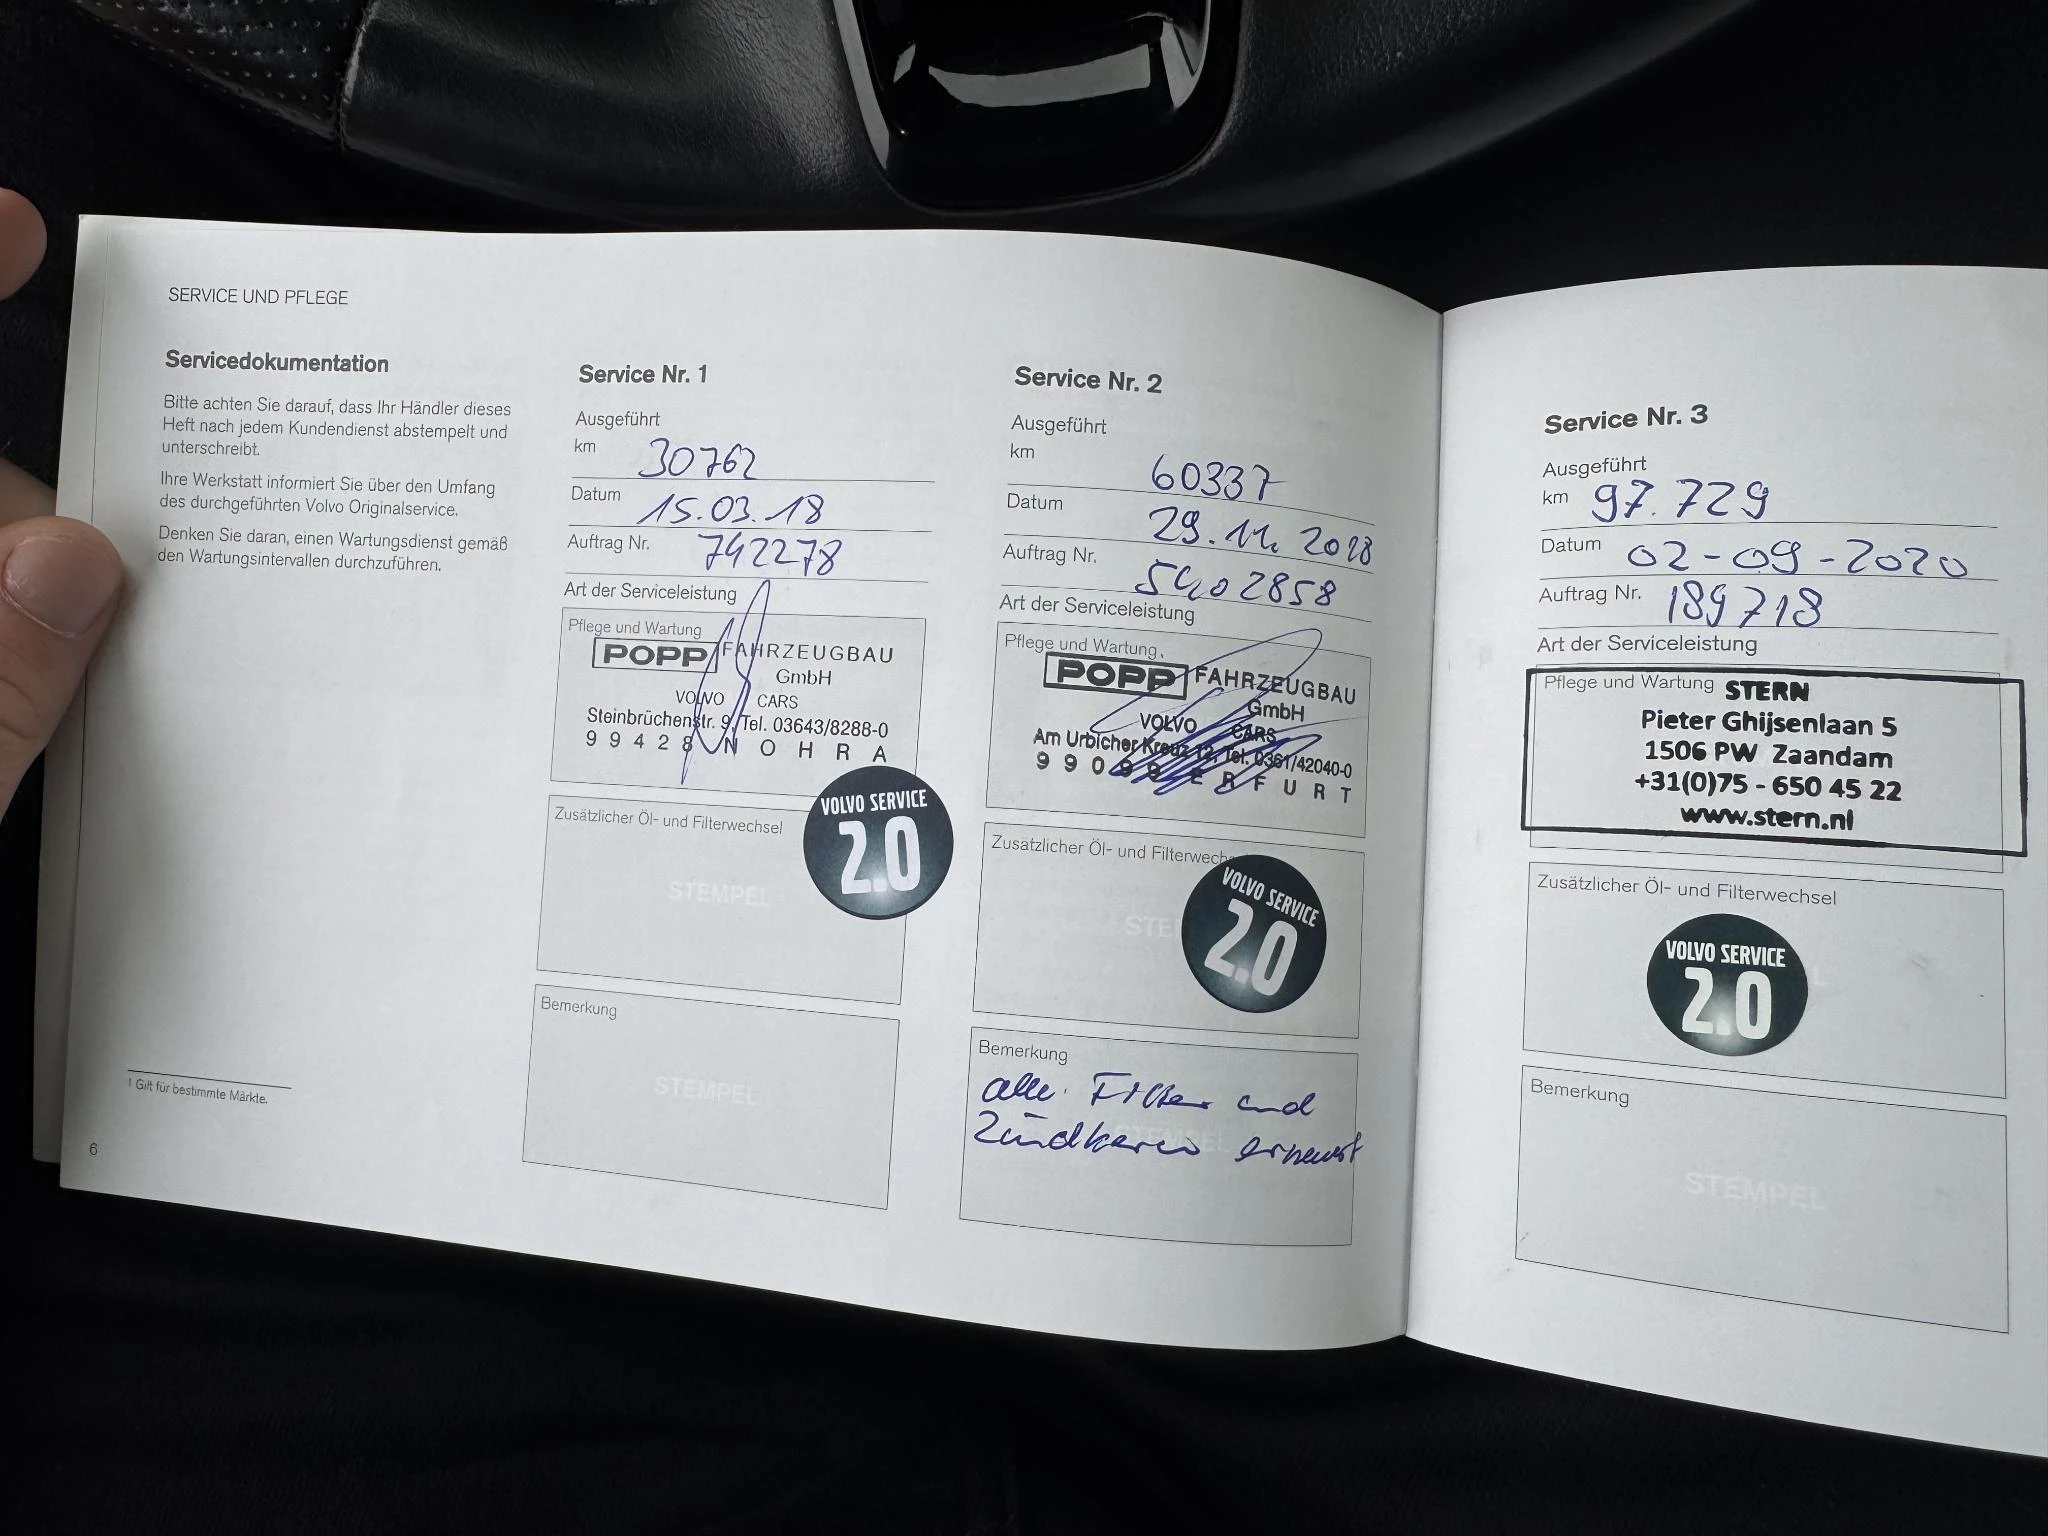 SERVICE UND PFLEGE
Servicedokumentation
Bitte achten Sie darauf, dass Ihr Händler dieses
Heft nach jedem Kundendienst abstempelt und
unterschreibt.
Ihre Werkstatt informiert Sie über den Umfang
des durchgeführten Volvo Originalservice.
Denken Sie daran, einen Wartungsdienst gemäß
den Wartungsintervallen durchzuführen.
¹ Gilt für bestimmte Märkte.
6
Service Nr. 1
Ausgeführt
km 30762
Datum 15.03.18
Auftrag Nr. 742278
Art der Serviceleistung
Pflege und Wartung
POPP FAHRZEUGBAU
GmbH
VOLVO CARS
Steinbrüchenstr. 9, Tel. 03643/8288-0
99428 NOHRA
VOLVO SERVICE
2.0
Zusätzlicher Öl- und Filterwechsel
STEMPEL
Bemerkung
STEMPEL
Service Nr. 2
Ausgeführt
km 60337
Datum 29.11. 2018
Auftrag Nr. 5402858
Art der Serviceleistung
Pflege und Wartung
POPP FAHRZEUGBAU
GmbH
VOLVO CARS
Am Urbicher Kreuz 12, Tel. 0361/42040-0
99099 ERFURT
Zusätzlicher Öl- und Filterwech
VOLVO SERVICE
2.0
STE
Bemerkung
alle Filter und
Zündkerzen erneuert
STEMPEL
Service Nr. 3
Ausgeführt
km 97.729
Datum 02-09-2020
Auftrag Nr. 189718
Art der Serviceleistung
Pflege und Wartung STERN
Pieter Ghijsenlaan 5
1506 PW Zaandam
+31(0)75 - 650 45 22
www.stern.nl
Zusätzlicher Öl- und Filterwechsel
VOLVO SERVICE
2.0
Bemerkung
STEMPEL